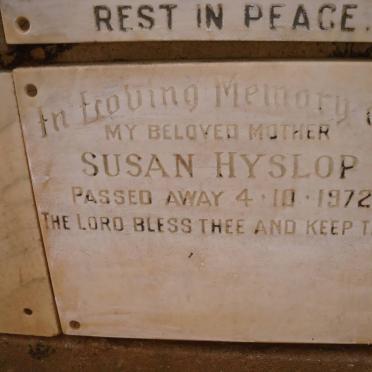 REST IN PEACE.
In Loving Memory
MY BELOVED MOTHER
SUSAN HYSLOP
PASSED AWAY 4·10·1972
THE LORD BLESS THEE AND KEEP